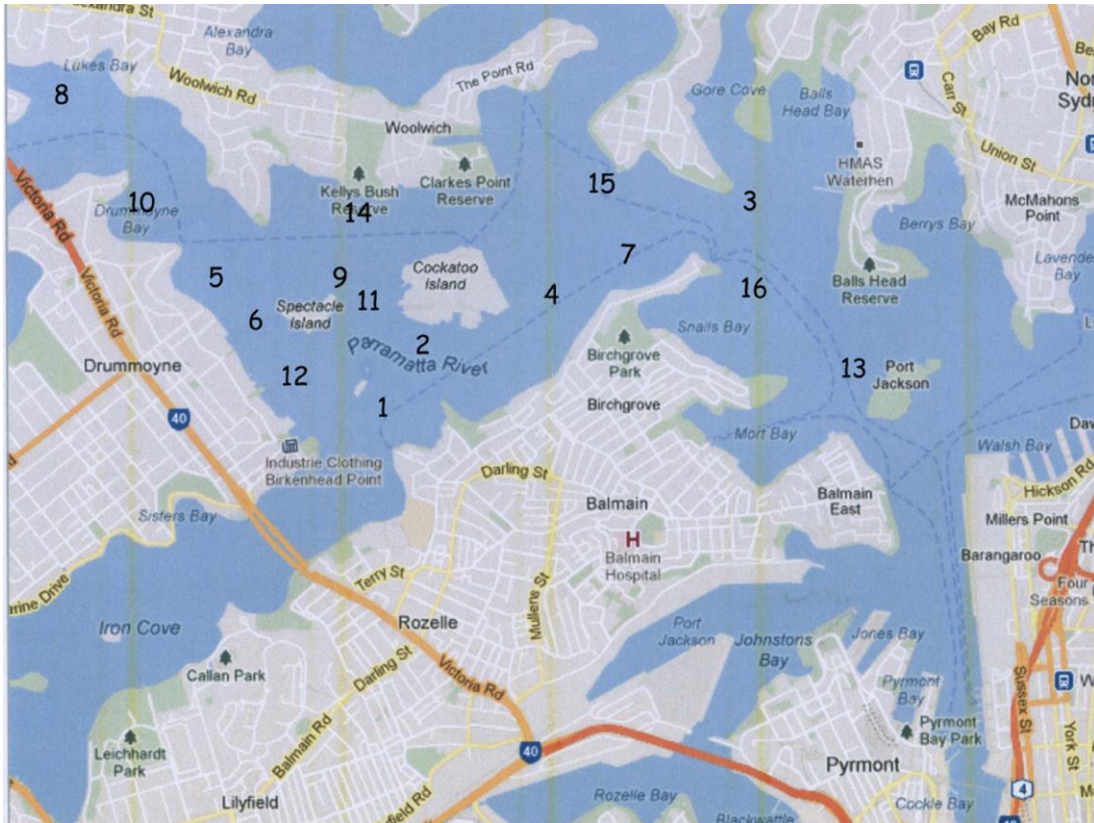 Alexandra St
Alexandra
Bay
Bay Rd
Lukes Bay
Woolwich Rd
The Point Rd
Gore Cove
Balls
Head Bay
Carr St
8
Woolwich
Union St
HMAS
Waterhen
Kellys Bush
Reserve
Clarkes Point
Reserve
15
3
McMahons
Point
Victoria Rd
10
Drummoyne
Bay
14
Berrys Bay
7
Cockatoo
Island
5
9
Balls Head
Reserve
4
16
11
Spectacle
Island
6
Victoria Rd
Snails Bay
2
Parramatta River
Birchgrove
Park
Drummoyne
12
13
Port
Jackson
1
Birchgrove
40
Mort Bay
Walsh Bay
Industrie Clothing
Birkenhead Point
Darling St
Hickson Rd
Balmain
Balmain
East
Sisters Bay
Millers Point
H
Balmain
Hospital
Barangaroo
Terry St
Four
Seasons
Mullens St
Iron Cove
Rozelle
Port
Jackson
Johnstons
Bay
Jones Bay
Callan Park
Darling St
Victoria Rd
Pyrmont
Bay
Sussex St
Leichhardt
Park
Balmain Rd
40
Pyrmont
Bay Park
York St
Pyrmont
4
Lilyfield
Rozelle Bay
Cockle Bay
Blackwattle